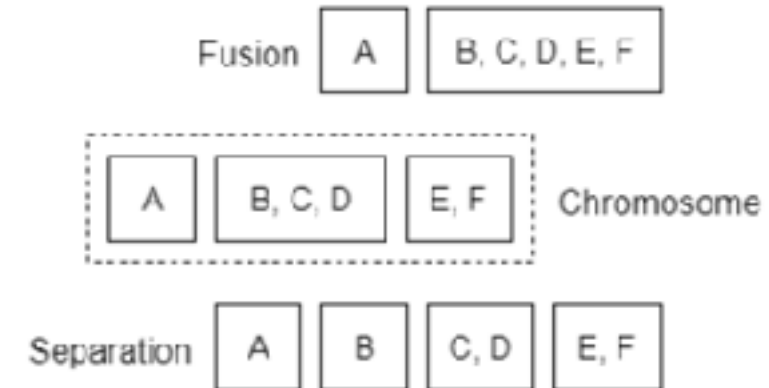 Fusion A B, C, D, E, F
A B, C, D E, F Chromosome
Separation A B C, D E, F